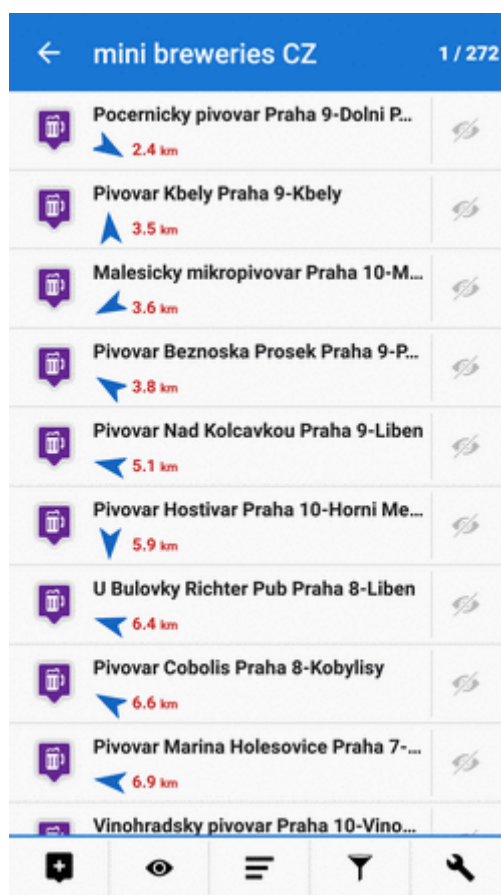 mini breweries CZ 1 / 272
Pocernicky pivovar Praha 9-Dolni P...
2.4 km
Pivovar Kbely Praha 9-Kbely
3.5 km
Malesicky mikropivovar Praha 10-M...
3.6 km
Pivovar Beznoska Prosek Praha 9-P...
3.8 km
Pivovar Nad Kolcavkou Praha 9-Liben
5.1 km
Pivovar Hostivar Praha 10-Horni Me...
5.9 km
U Bulovky Richter Pub Praha 8-Liben
6.4 km
Pivovar Cobolis Praha 8-Kobylisy
6.6 km
Pivovar Marina Holesovice Praha 7-...
6.9 km
Vinohradsky pivovar Praha 10-Vino...